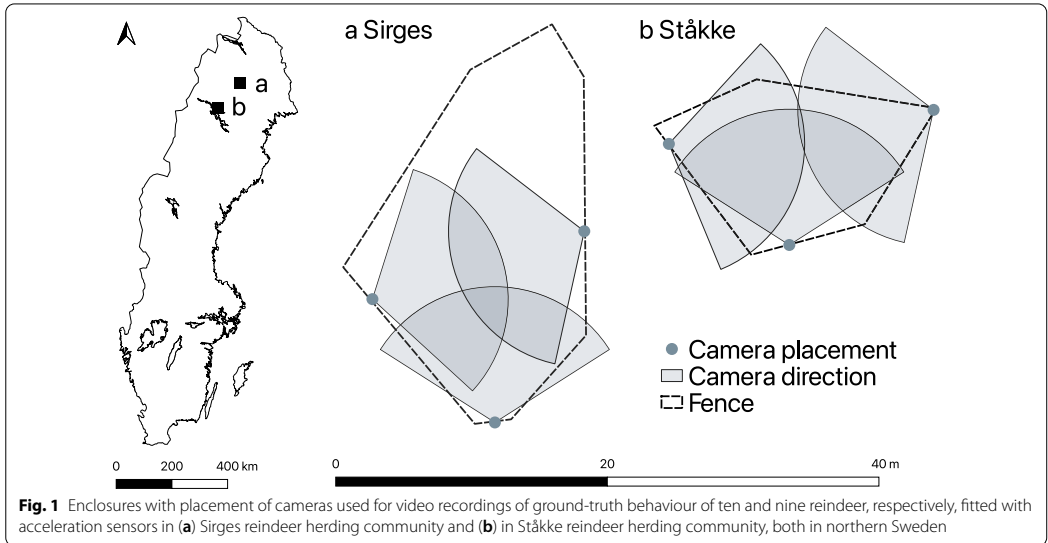 a Sirges
b Ståkke
a
b
Camera placement
Camera direction
Fence
0 200 400 km
0 20 40 m
Fig. 1 Enclosures with placement of cameras used for video recordings of ground-truth behaviour of ten and nine reindeer, respectively, fitted with
acceleration sensors in (a) Sirges reindeer herding community and (b) in Ståkke reindeer herding community, both in northern Sweden